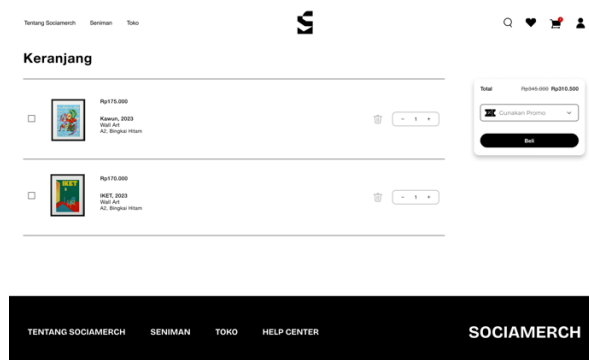 Tentang Sociamerch Seniman Toko
Keranjang
Rp175.000
Kawun, 2023
Wall Art
A2, Bingkai Hitam
- 1 +
Rp170.000
IKET, 2023
Wall Art
A2, Bingkai Hitam
- 1 +
IKET
Total Rp345.000 Rp310.500
Gunakan Promo
Beli
TENTANG SOCIAMERCH SENIMAN TOKO HELP CENTER
SOCIAMERCH